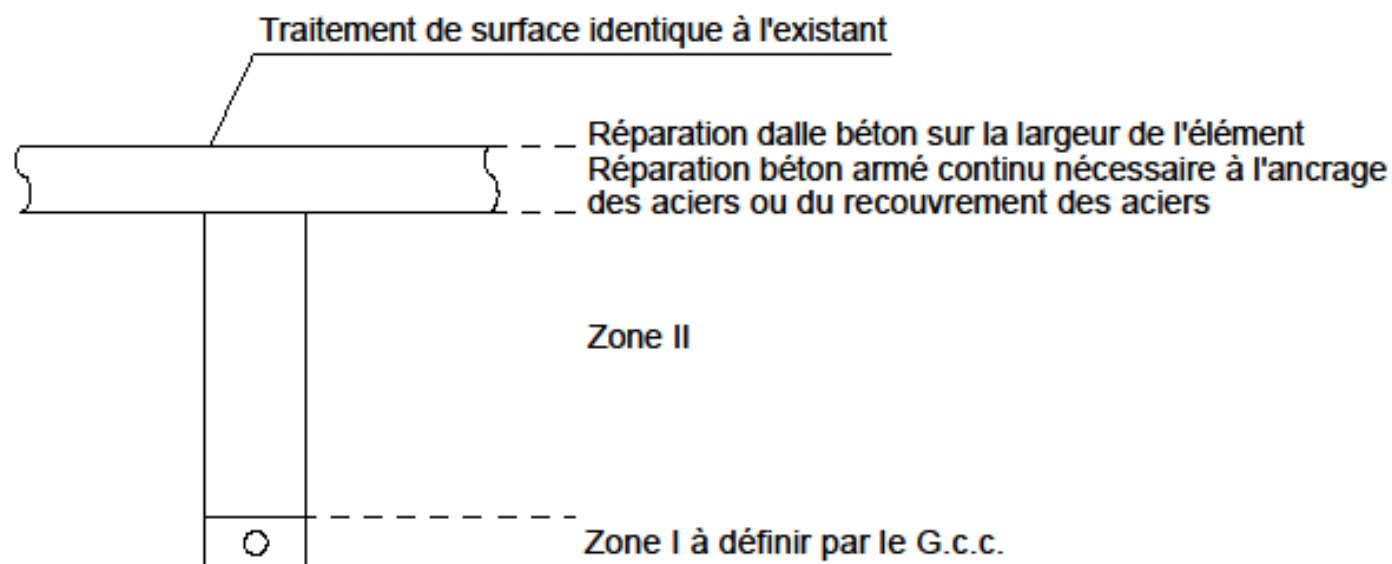 Traitement de surface identique à l'existant
Réparation dalle béton sur la largeur de l'élément
Réparation béton armé continu nécessaire à l'ancrage
des aciers ou du recouvrement des aciers
Zone II
Zone I à définir par le G.c.c.